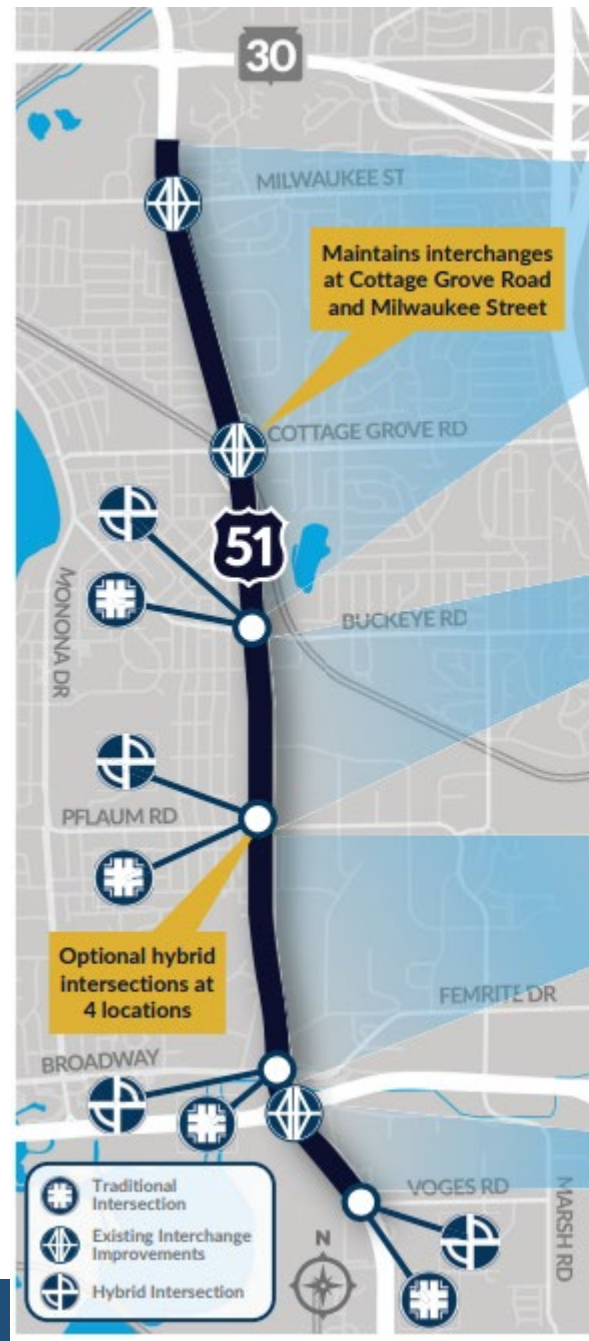 30
MILWAUKEE ST
Maintains interchanges
at Cottage Grove Road
and Milwaukee Street
COTTAGE GROVE RD
51
MONONA DR
BUCKEYE RD
PFLAUM RD
Optional hybrid
intersections at
4 locations
FEMRITE DR
BROADWAY
VOGES RD
MARSH RD
Traditional
Intersection
Existing Interchange
Improvements
Hybrid Intersection
N